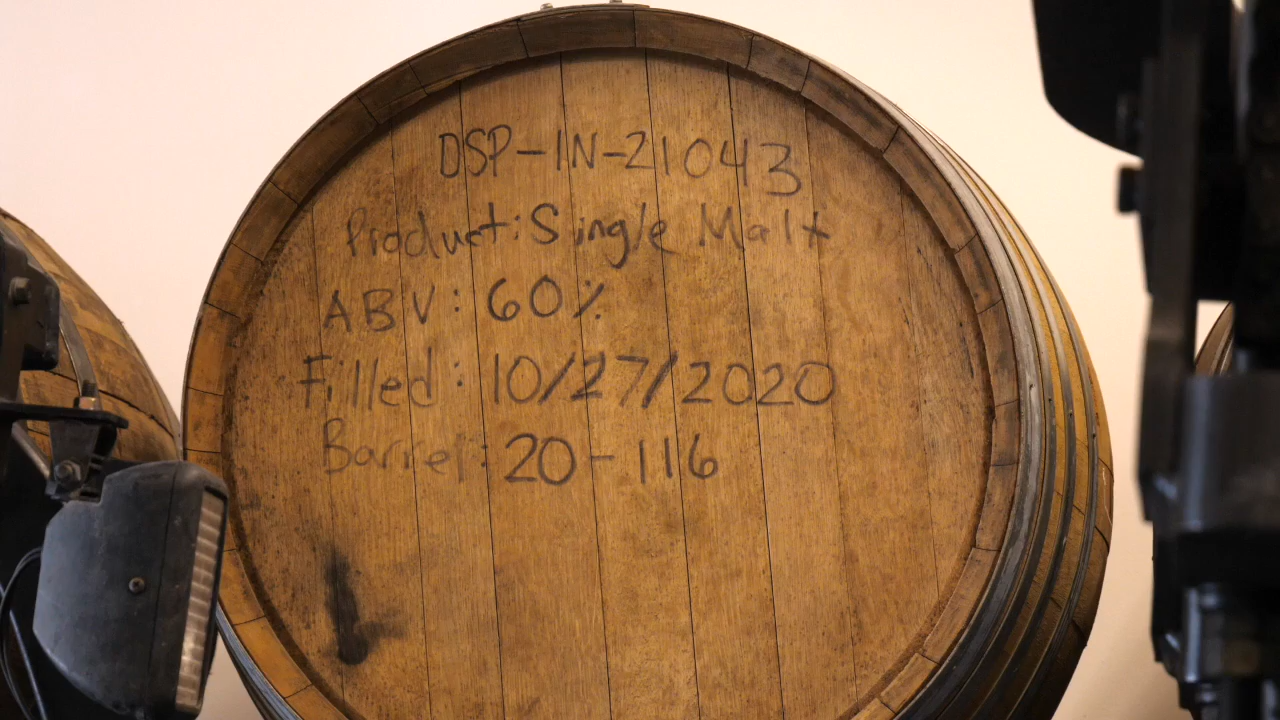 DSP-IN-21043
Product: Single Malt
ABV: 60%
Filled: 10/27/2020
Barrel: 20-116